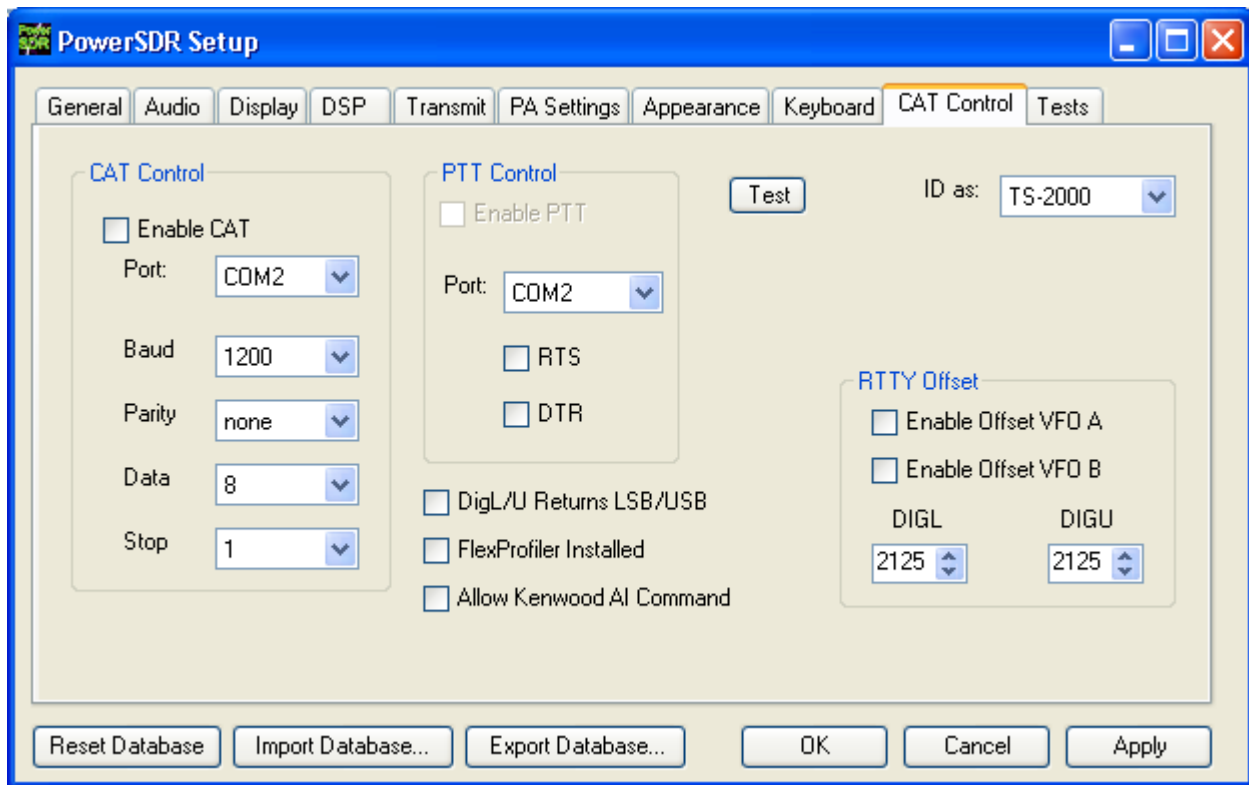 Power SDR PowerSDR Setup
General Audio Display DSP Transmit PA Settings Appearance Keyboard CAT Control Tests
CAT Control
Enable CAT
Port: COM2
Baud 1200
Parity none
Data 8
Stop 1
PTT Control
Enable PTT
Port: COM2
RTS
DTR
DigL/U Returns LSB/USB
FlexProfiler Installed
Allow Kenwood AI Command
Test
ID as: TS-2000
RTTY Offset
Enable Offset VFO A
Enable Offset VFO B
DIGL DIGU
2125 2125
Reset Database Import Database... Export Database... OK Cancel Apply